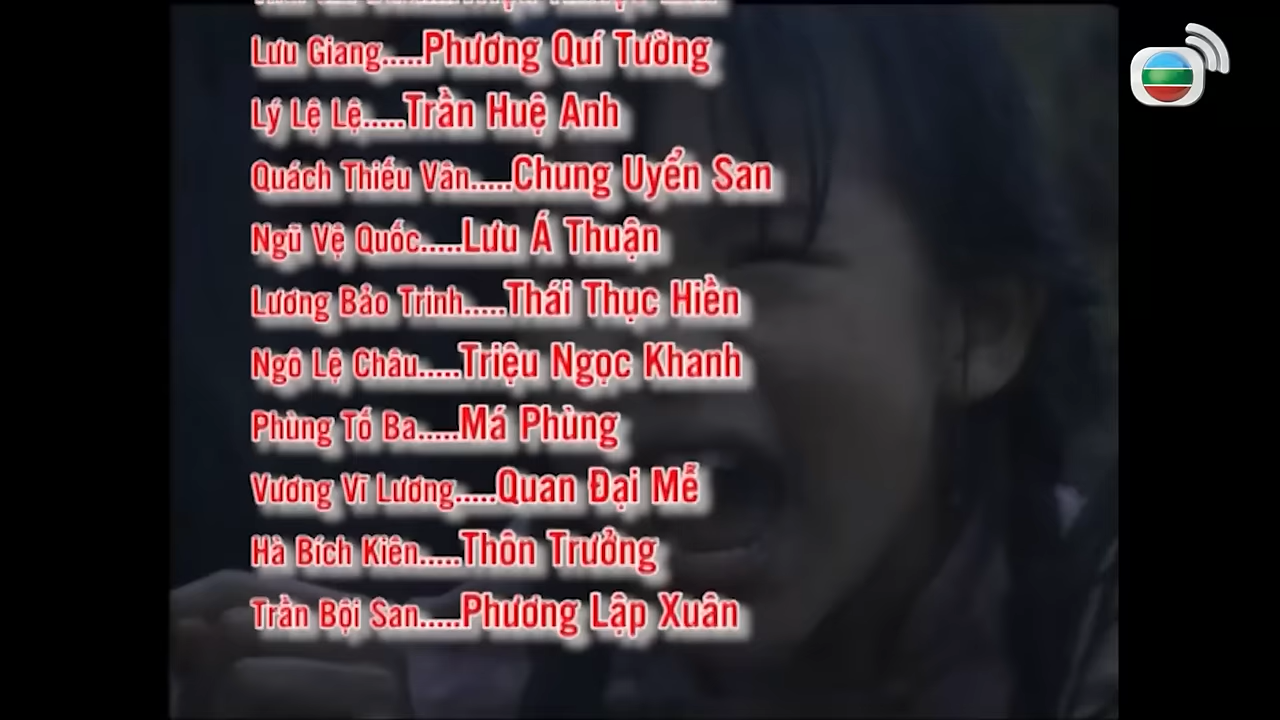 Lưu Giang.....Phương Quí Tường
Lý Lệ Lệ.....Trần Huệ Anh
Quách Thiếu Vân.....Chung Uyển San
Ngũ Vệ Quốc.....Lưu Á Thuận
Lương Bảo Trinh.....Thái Thục Hiền
Ngô Lệ Châu.....Triệu Ngọc Khanh
Phùng Tố Ba.....Má Phùng
Vương Vĩ Lương.....Quan Đại Mễ
Hà Bích Kiên.....Thôn Trưởng
Trần Bội San.....Phương Lập Xuân